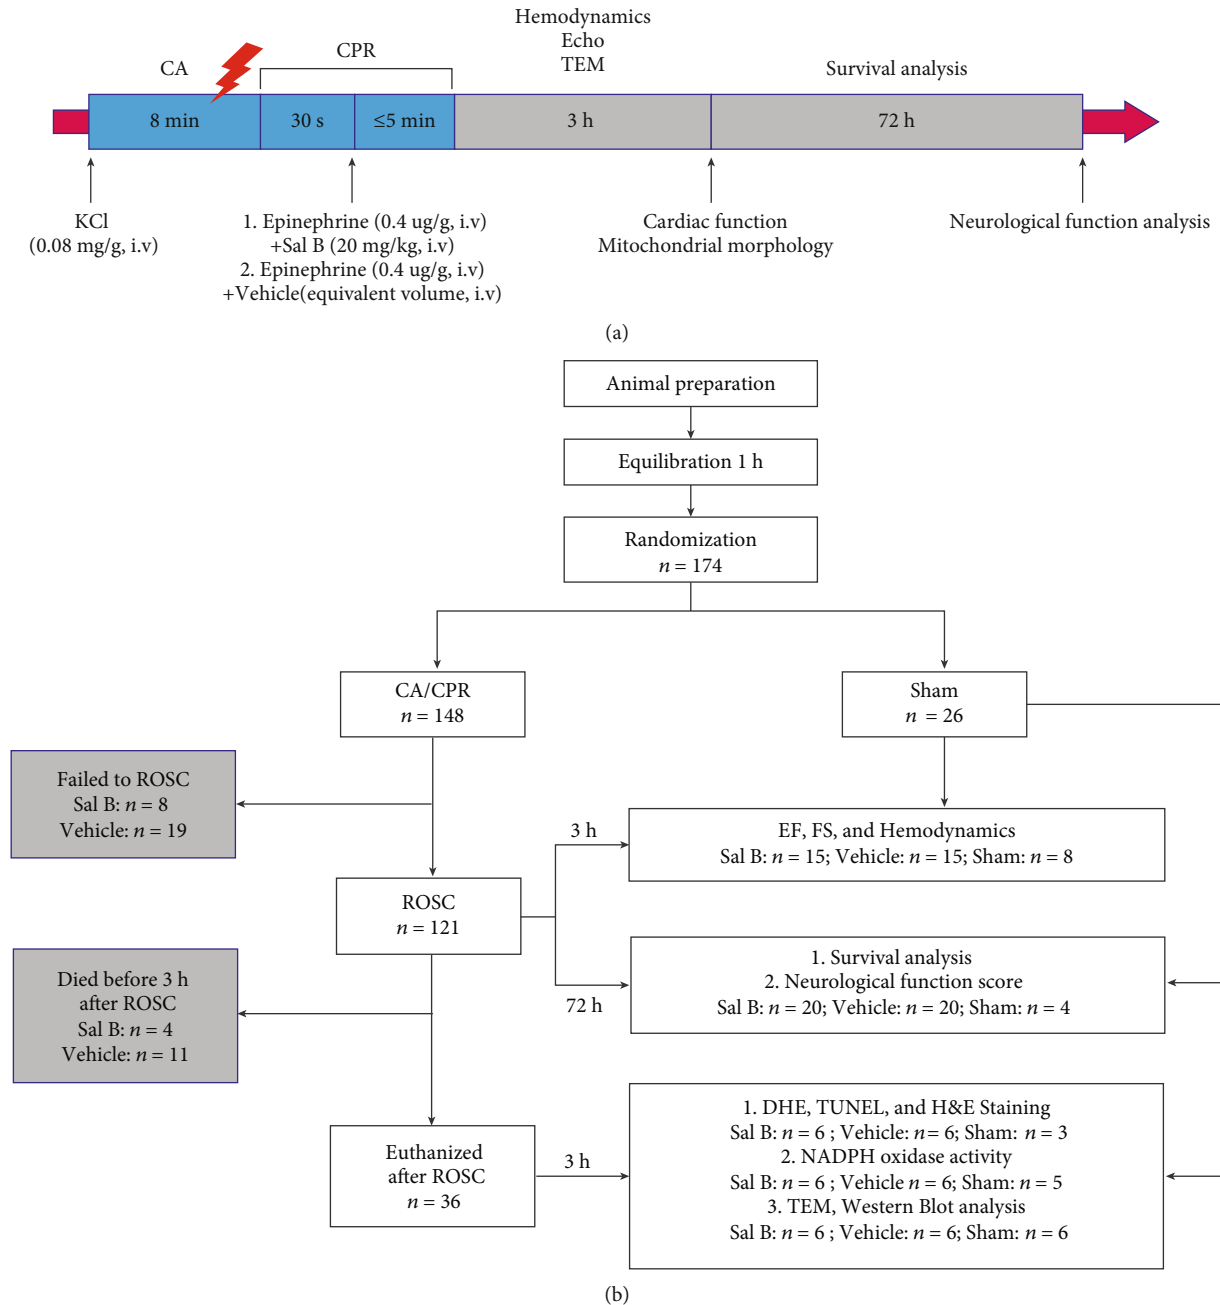 Hemodynamics
Echo
TEM
CA
CPR
Survival analysis
8 min
30 s
≤5 min
3 h
72 h
KCl
(0.08 mg/g, i.v)
1. Epinephrine (0.4 ug/g, i.v)
+Sal B (20 mg/kg, i.v)
2. Epinephrine (0.4 ug/g, i.v)
+Vehicle(equivalent volume, i.v)
Cardiac function
Mitochondrial morphology
Neurological function analysis
(a)
Animal preparation
Equilibration 1 h
Randomization
n = 174
CA/CPR
n = 148
Sham
n = 26
Failed to ROSC
Sal B: n = 8
Vehicle: n = 19
3 h
EF, FS, and Hemodynamics
Sal B: n = 15; Vehicle: n = 15; Sham: n = 8
ROSC
n = 121
72 h
1. Survival analysis
2. Neurological function score
Sal B: n = 20; Vehicle: n = 20; Sham: n = 4
Died before 3 h
after ROSC
Sal B: n = 4
Vehicle: n = 11
Euthanized
after ROSC
n = 36
3 h
1. DHE, TUNEL, and H&E Staining
Sal B: n = 6 ; Vehicle: n= 6; Sham: n = 3
2. NADPH oxidase activity
Sal B: n = 6 ; Vehicle n = 6; Sham: n = 5
3. TEM, Western Blot analysis
Sal B: n = 6 ; Vehicle: n = 6; Sham: n = 6
(b)